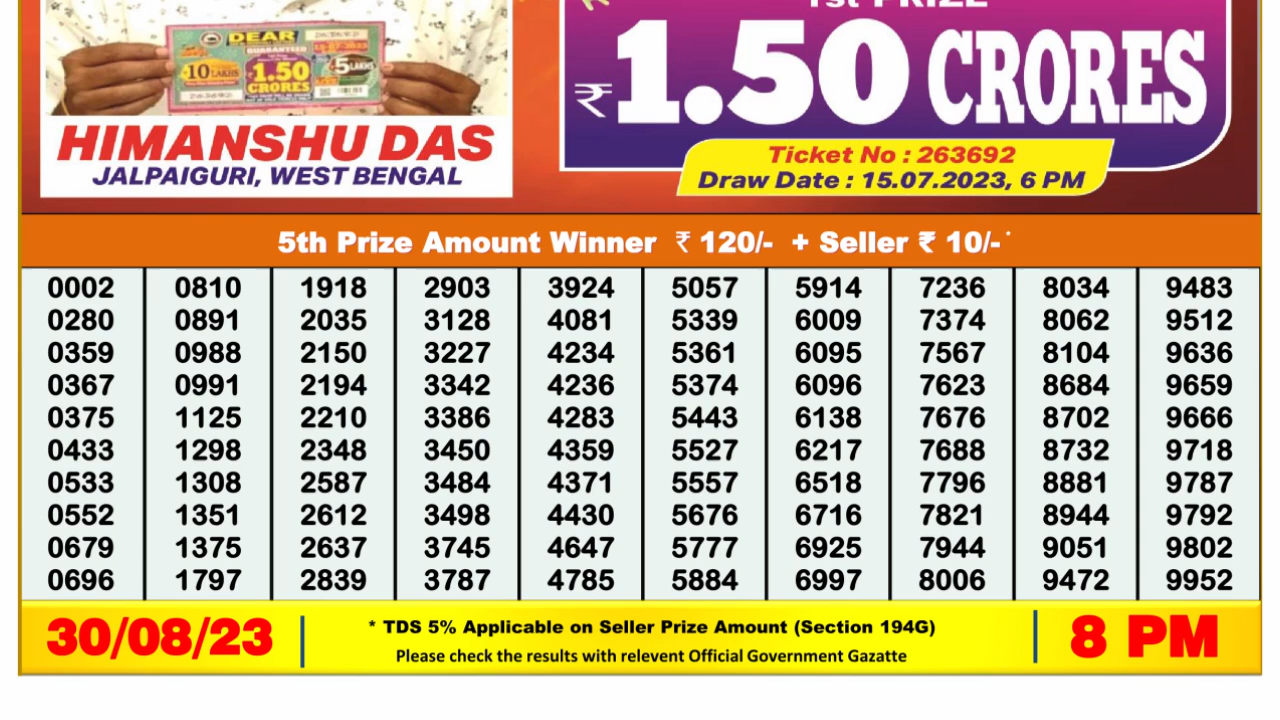 DEAR
GUARANTEED
15-07-2023
10 LAKHS
1.50
CRORES
5 LAKHS
1st PRIZE
₹1.50 CRORES
HIMANSHU DAS
JALPAIGURI, WEST BENGAL
Ticket No : 263692
Draw Date : 15.07.2023, 6 PM
5th Prize Amount Winner ₹ 120/- + Seller ₹ 10/-*
0002 0810 1918 2903 3924 5057 5914 7236 8034 9483
0280 0891 2035 3128 4081 5339 6009 7374 8062 9512
0359 0988 2150 3227 4234 5361 6095 7567 8104 9636
0367 0991 2194 3342 4236 5374 6096 7623 8684 9659
0375 1125 2210 3386 4283 5443 6138 7676 8702 9666
0433 1298 2348 3450 4359 5527 6217 7688 8732 9718
0533 1308 2587 3484 4371 5557 6518 7796 8881 9787
0552 1351 2612 3498 4430 5676 6716 7821 8944 9792
0679 1375 2637 3745 4647 5777 6925 7944 9051 9802
0696 1797 2839 3787 4785 5884 6997 8006 9472 9952
30/08/23
* TDS 5% Applicable on Seller Prize Amount (Section 194G)
Please check the results with relevent Official Government Gazatte
8 PM